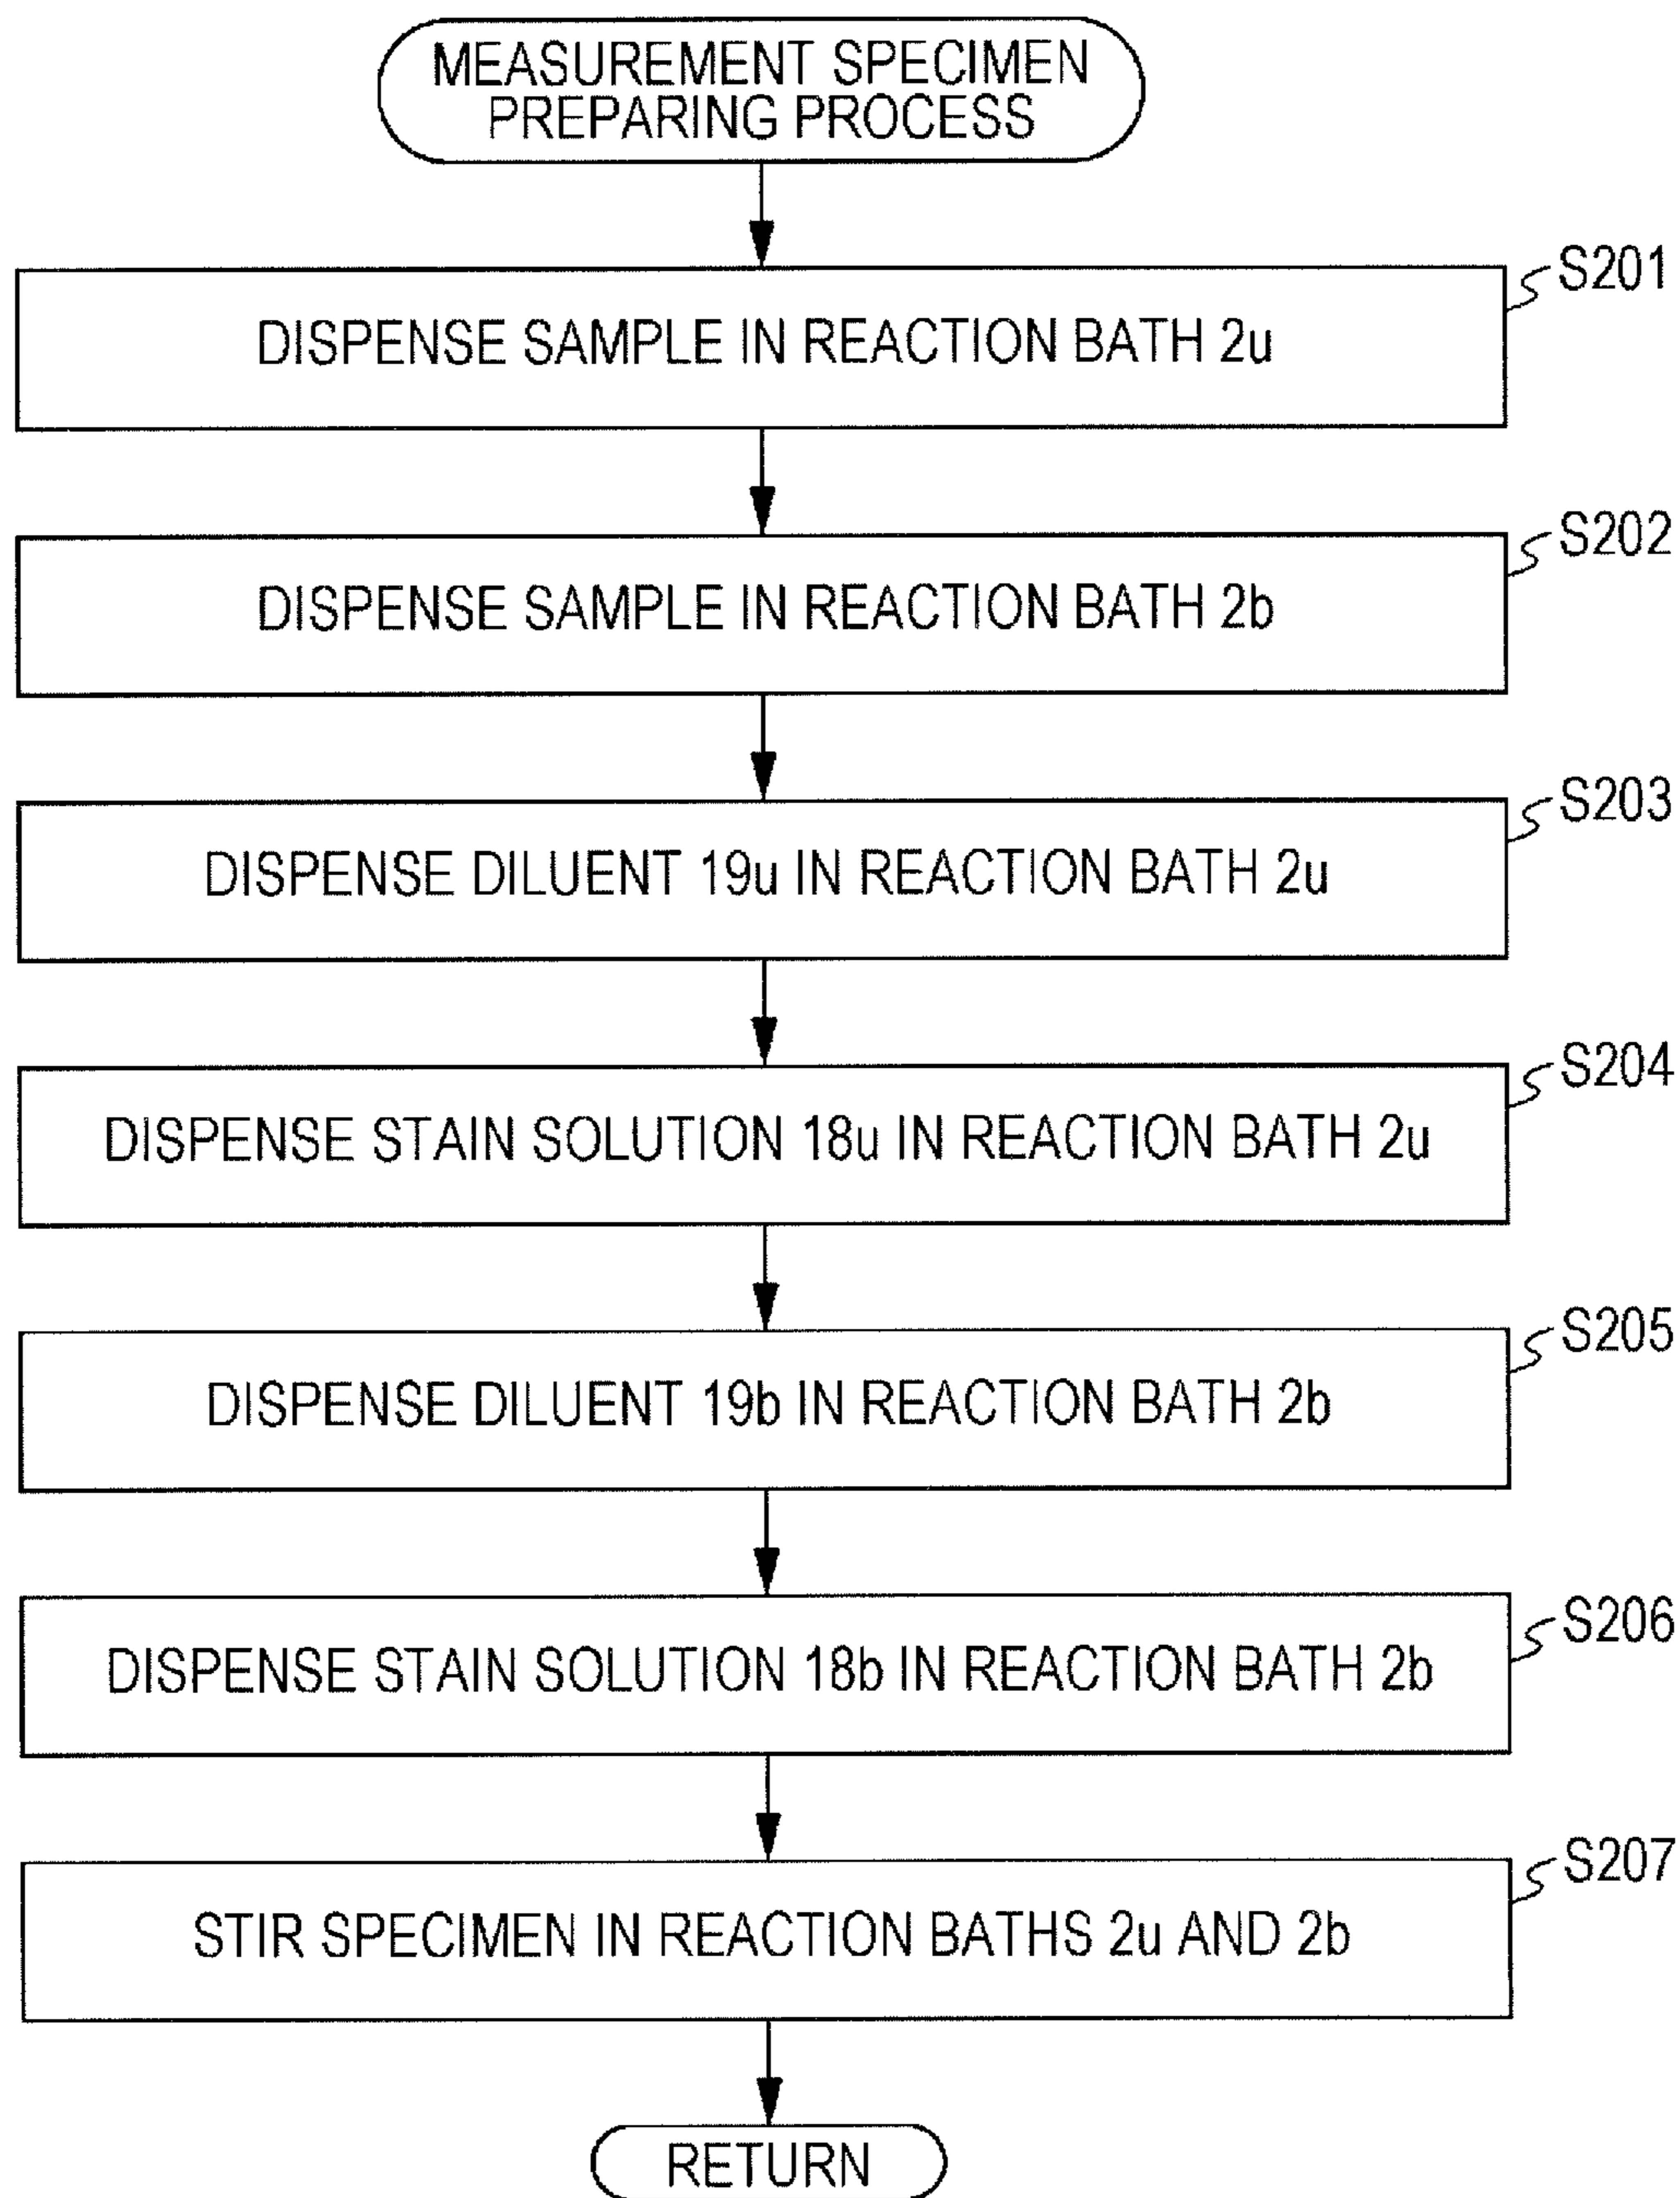 MEASUREMENT SPECIMEN
PREPARING PROCESS
S201
DISPENSE SAMPLE IN REACTION BATH 2u
S202
DISPENSE SAMPLE IN REACTION BATH 2b
S203
DISPENSE DILUENT 19u IN REACTION BATH 2u
S204
DISPENSE STAIN SOLUTION 18u IN REACTION BATH 2u
S205
DISPENSE DILUENT 19b IN REACTION BATH 2b
S206
DISPENSE STAIN SOLUTION 18b IN REACTION BATH 2b
S207
STIR SPECIMEN IN REACTION BATHS 2u AND 2b
RETURN